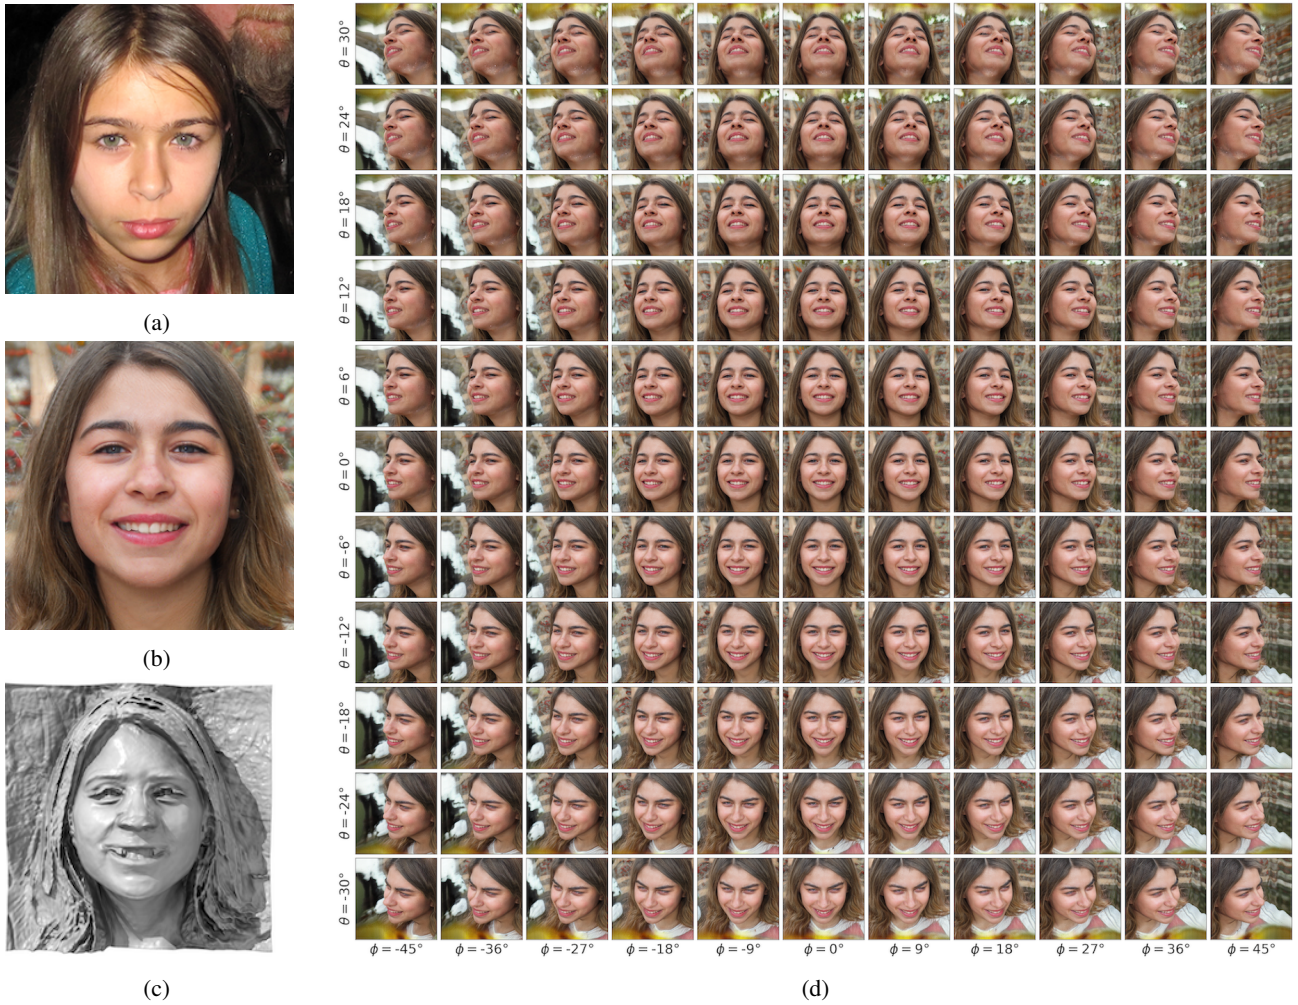 θ = 30°
θ = 24°
θ = 18°
θ = 12°
θ = 6°
θ = 0°
θ = -6°
θ = -12°
θ = -18°
θ = -24°
θ = -30°
ϕ = -45° ϕ = -36° ϕ = -27° ϕ = -18° ϕ = -9° ϕ = 0° ϕ = 9° ϕ = 18° ϕ = 27° ϕ = 36° ϕ = 45°
(a)
(b)
(c)
(d)